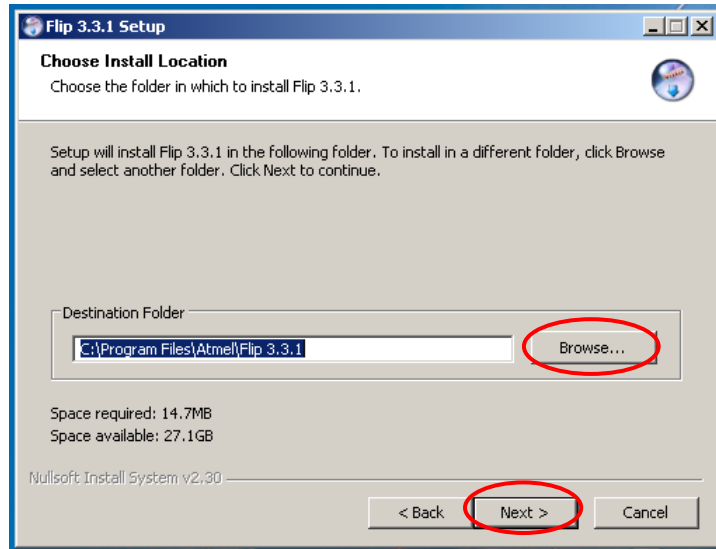 Flip 3.3.1 Setup
Choose Install Location
Choose the folder in which to install Flip 3.3.1.
Setup will install Flip 3.3.1 in the following folder. To install in a different folder, click Browse
and select another folder. Click Next to continue.
Destination Folder
C:\Program Files\Atmel\Flip 3.3.1
Browse...
Space required: 14.7MB
Space available: 27.1GB
Nullsoft Install System v2.30
< Back
Next >
Cancel